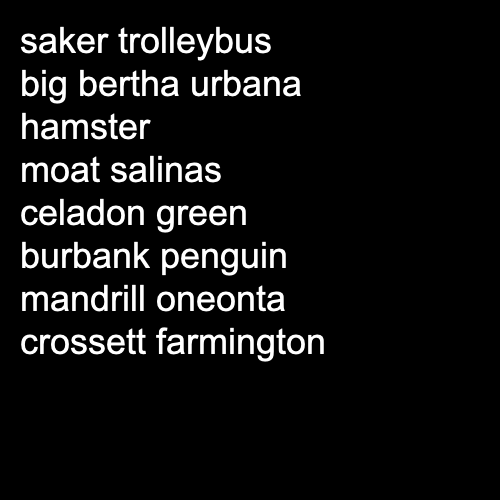 saker trolleybus
big bertha urbana
hamster
moat salinas
celadon green
burbank penguin
mandrill oneonta
crossett farmington